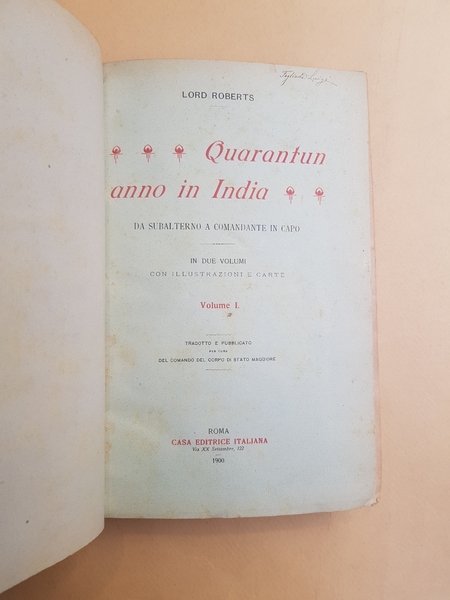 LORD ROBERTS
Quarantun
anno in India
DA SUBALTERNO A COMANDANTE IN CAPO
IN DUE VOLUMI
CON ILLUSTRAZIONI E CARTE
Volume I.
TRADOTTO E PUBBLICATO
PER CURA
DEL COMANDO DEL CORPO DI STATO MAGGIORE
ROMA
CASA EDITRICE ITALIANA
Via XX Settembre, 122
1900